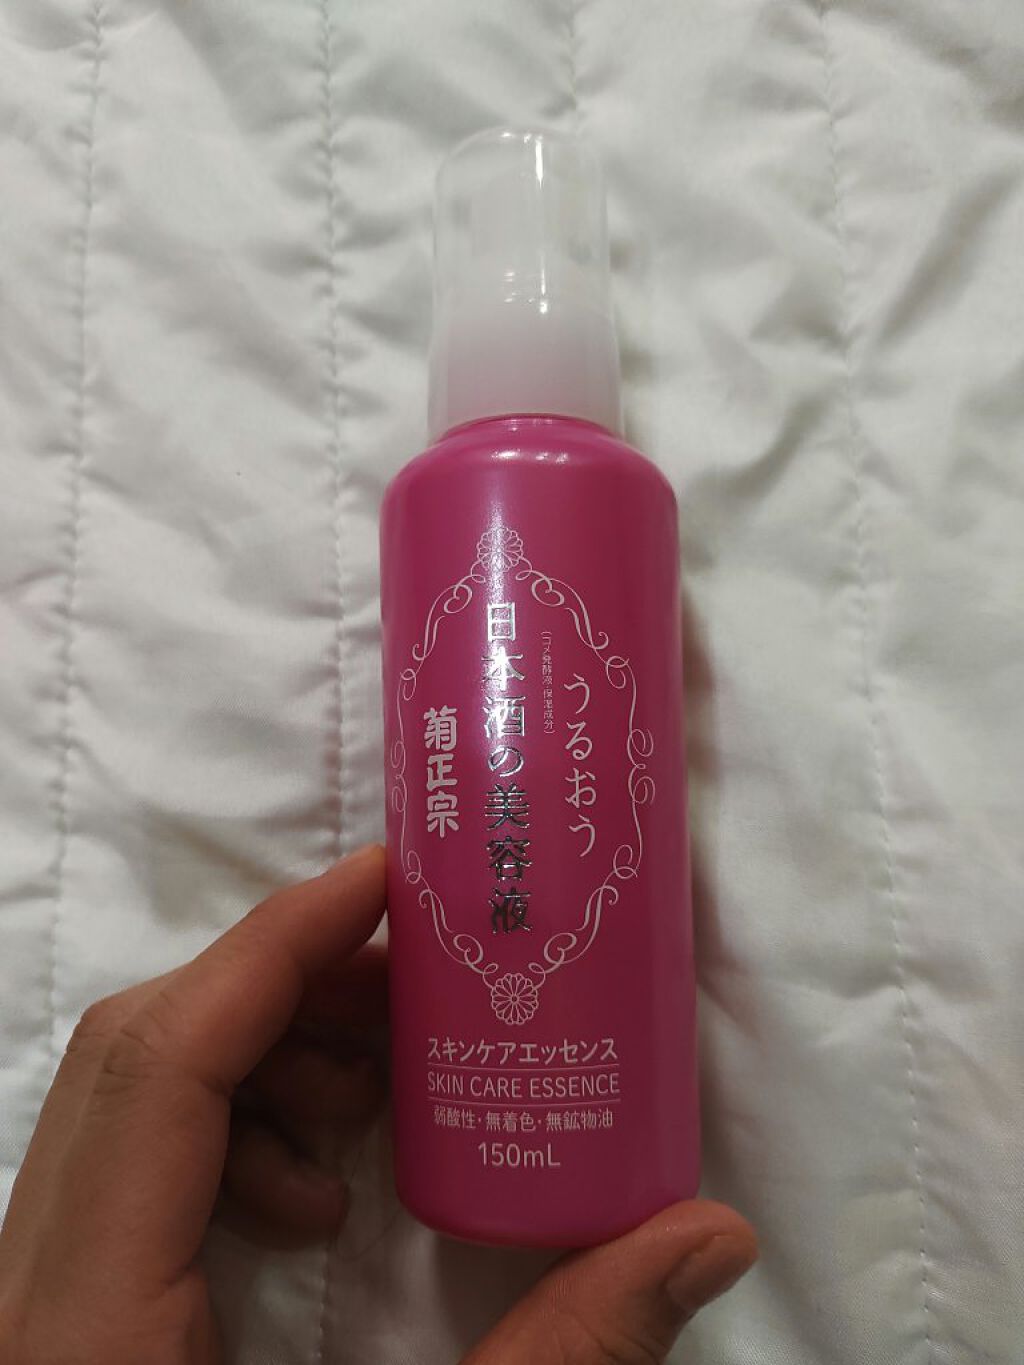 うるおう
(コメ発酵液:保湿成分)
日本酒の美容液
菊正宗
スキンケアエッセンス
SKIN CARE ESSENCE
弱酸性・無着色・無鉱物油
150mL